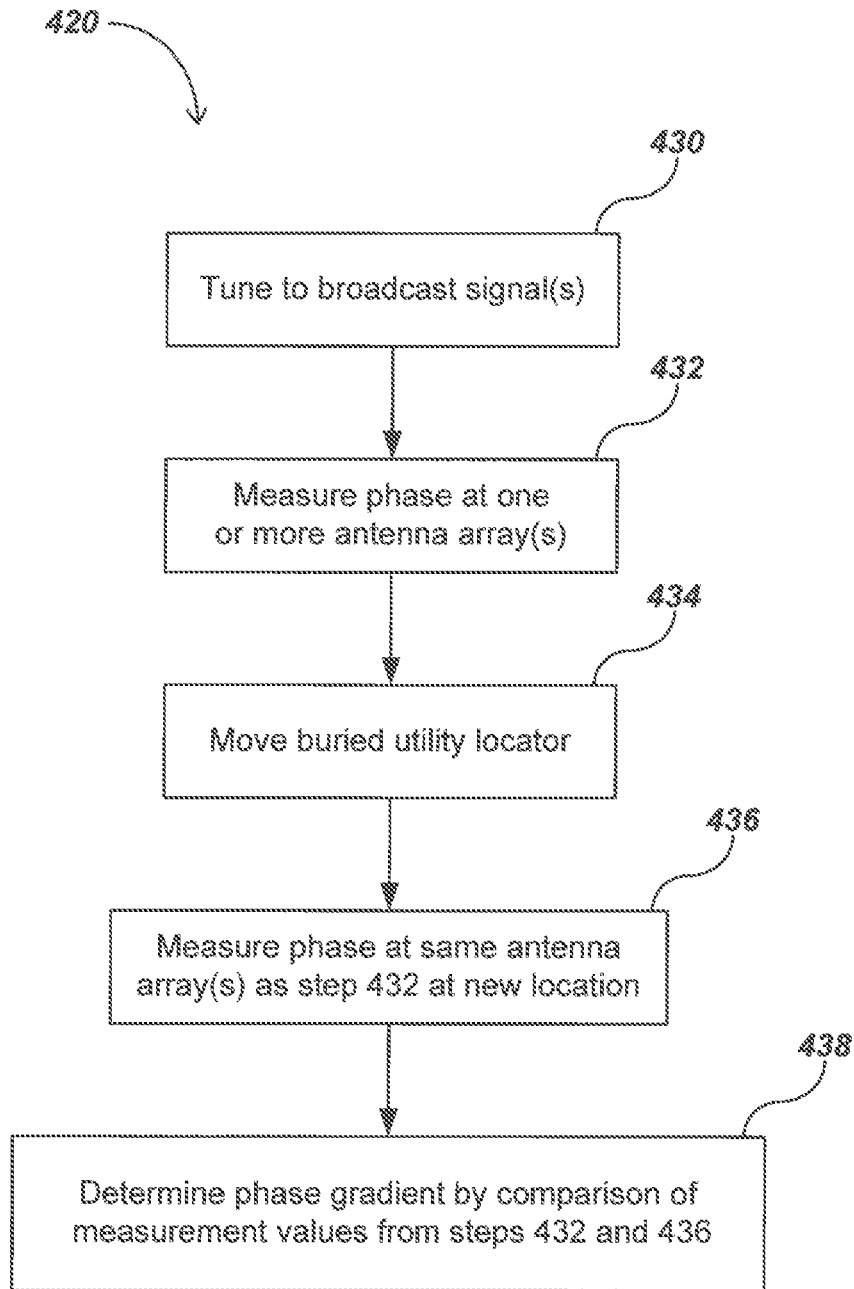 420
430
Tune to broadcast signal(s)
432
Measure phase at one
or more antenna array(s)
434
Move buried utility locator
436
Measure phase at same antenna
array(s) as step 432 at new location
438
Determine phase gradient by comparison of
measurement values from steps 432 and 436